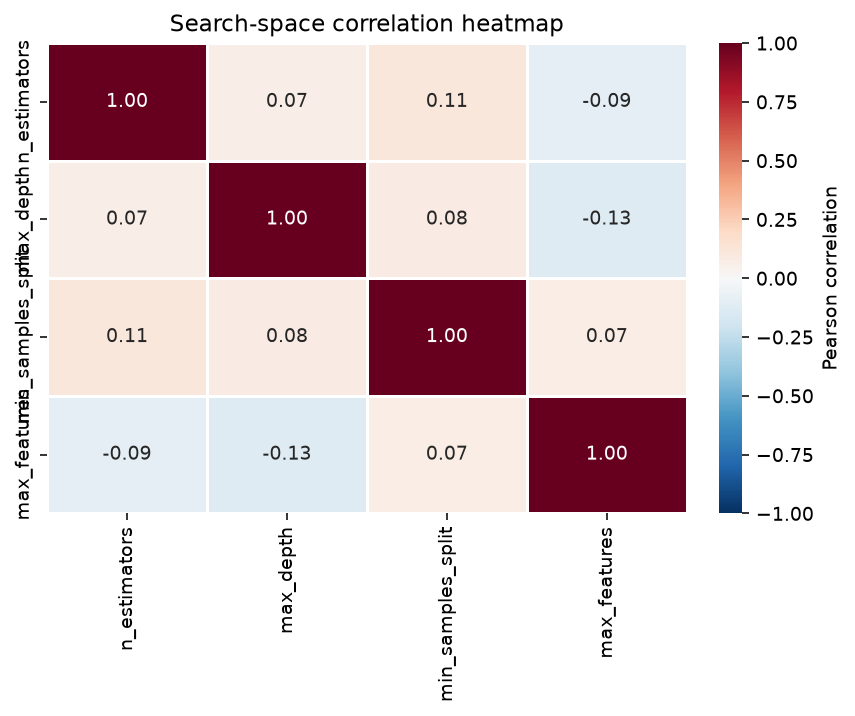 Search-space correlation heatmap
n_estimators
1.00
0.07
0.11
-0.09
max_depth
0.07
1.00
0.08
-0.13
min_samples_split
0.11
0.08
1.00
0.07
max_features
-0.09
-0.13
0.07
1.00
n_estimators
max_depth
min_samples_split
max_features
1.00
0.75
0.50
0.25
0.00
−0.25
−0.50
−0.75
−1.00
Pearson correlation